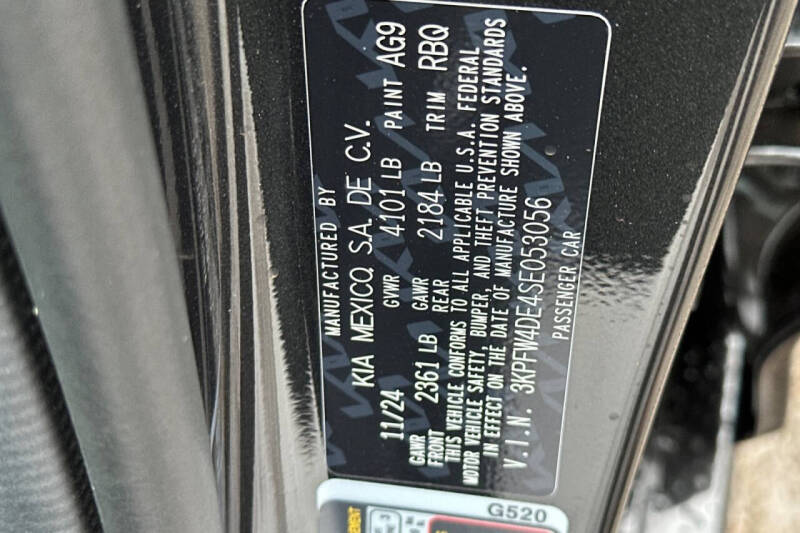 MANUFACTURED BY
KIA MEXICO, S.A. DE C.V.
11/24 GVWR 4101 LB PAINT AG9
GAWR FRONT 2361 LB GAWR REAR 2184 LB TRIM RBQ
THIS VEHICLE CONFORMS TO ALL APPLICABLE U.S.A. FEDERAL
MOTOR VEHICLE SAFETY, BUMPER, AND THEFT PREVENTION STANDARDS
IN EFFECT ON THE DATE OF MANUFACTURE SHOWN ABOVE.
V.I.N. 3KPFW4DE4SE053056
PASSENGER CAR
G520